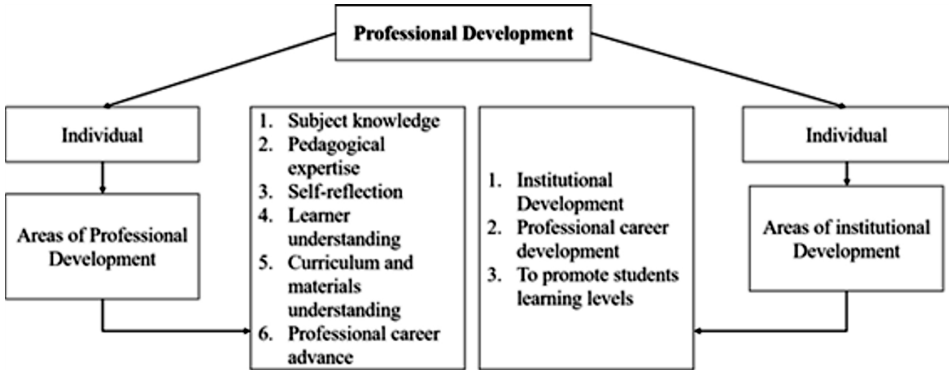 Professional Development
Individual
Areas of Professional
Development
1. Subject knowledge
2. Pedagogical
expertise
3. Self-reflection
4. Learner
understanding
5. Curriculum and
materials
understanding
6. Professional career
advance
1. Institutional
Development
2. Professional career
development
3. To promote students
learning levels
Individual
Areas of institutional
Development